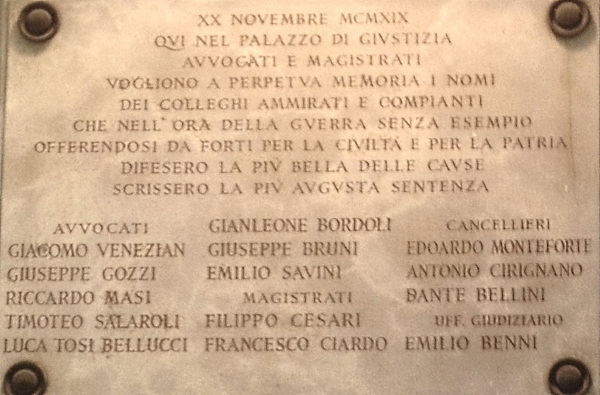 XX NOVEMBRE MCMXIX
QVI NEL PALAZZO DI GIVSTIZIA
AVVOCATI E MAGISTRATI
VOGLIONO A PERPETVA MEMORIA I NOMI
DEI COLLEGHI AMMIRATI E COMPIANTI
CHE NELL'ORA DELLA GVERRA SENZA ESEMPIO
OFFERENDOSI DA FORTI PER LA CIVILTÀ E PER LA PATRIA
DIFESERO LA PIÙ BELLA DELLE CAVSE
SCRISSERO LA PIÙ AVGVSTA SENTENZA
AVVOCATI
GIACOMO VENEZIAN
GIUSEPPE GOZZI
RICCARDO MASI
TIMOTEO SALAROLI
LUCA TOSI BELLUCCI
GIANLEONE BORDOLI
GIUSEPPE BRUNI
EMILIO SAVINI
MAGISTRATI
FILIPPO CESARI
FRANCESCO CIARDO
CANCELLIERI
EDOARDO MONTEFORTE
ANTONIO CIRIGNANO
DANTE BELLINI
UFF. GIUDIZIARIO
EMILIO BENNI